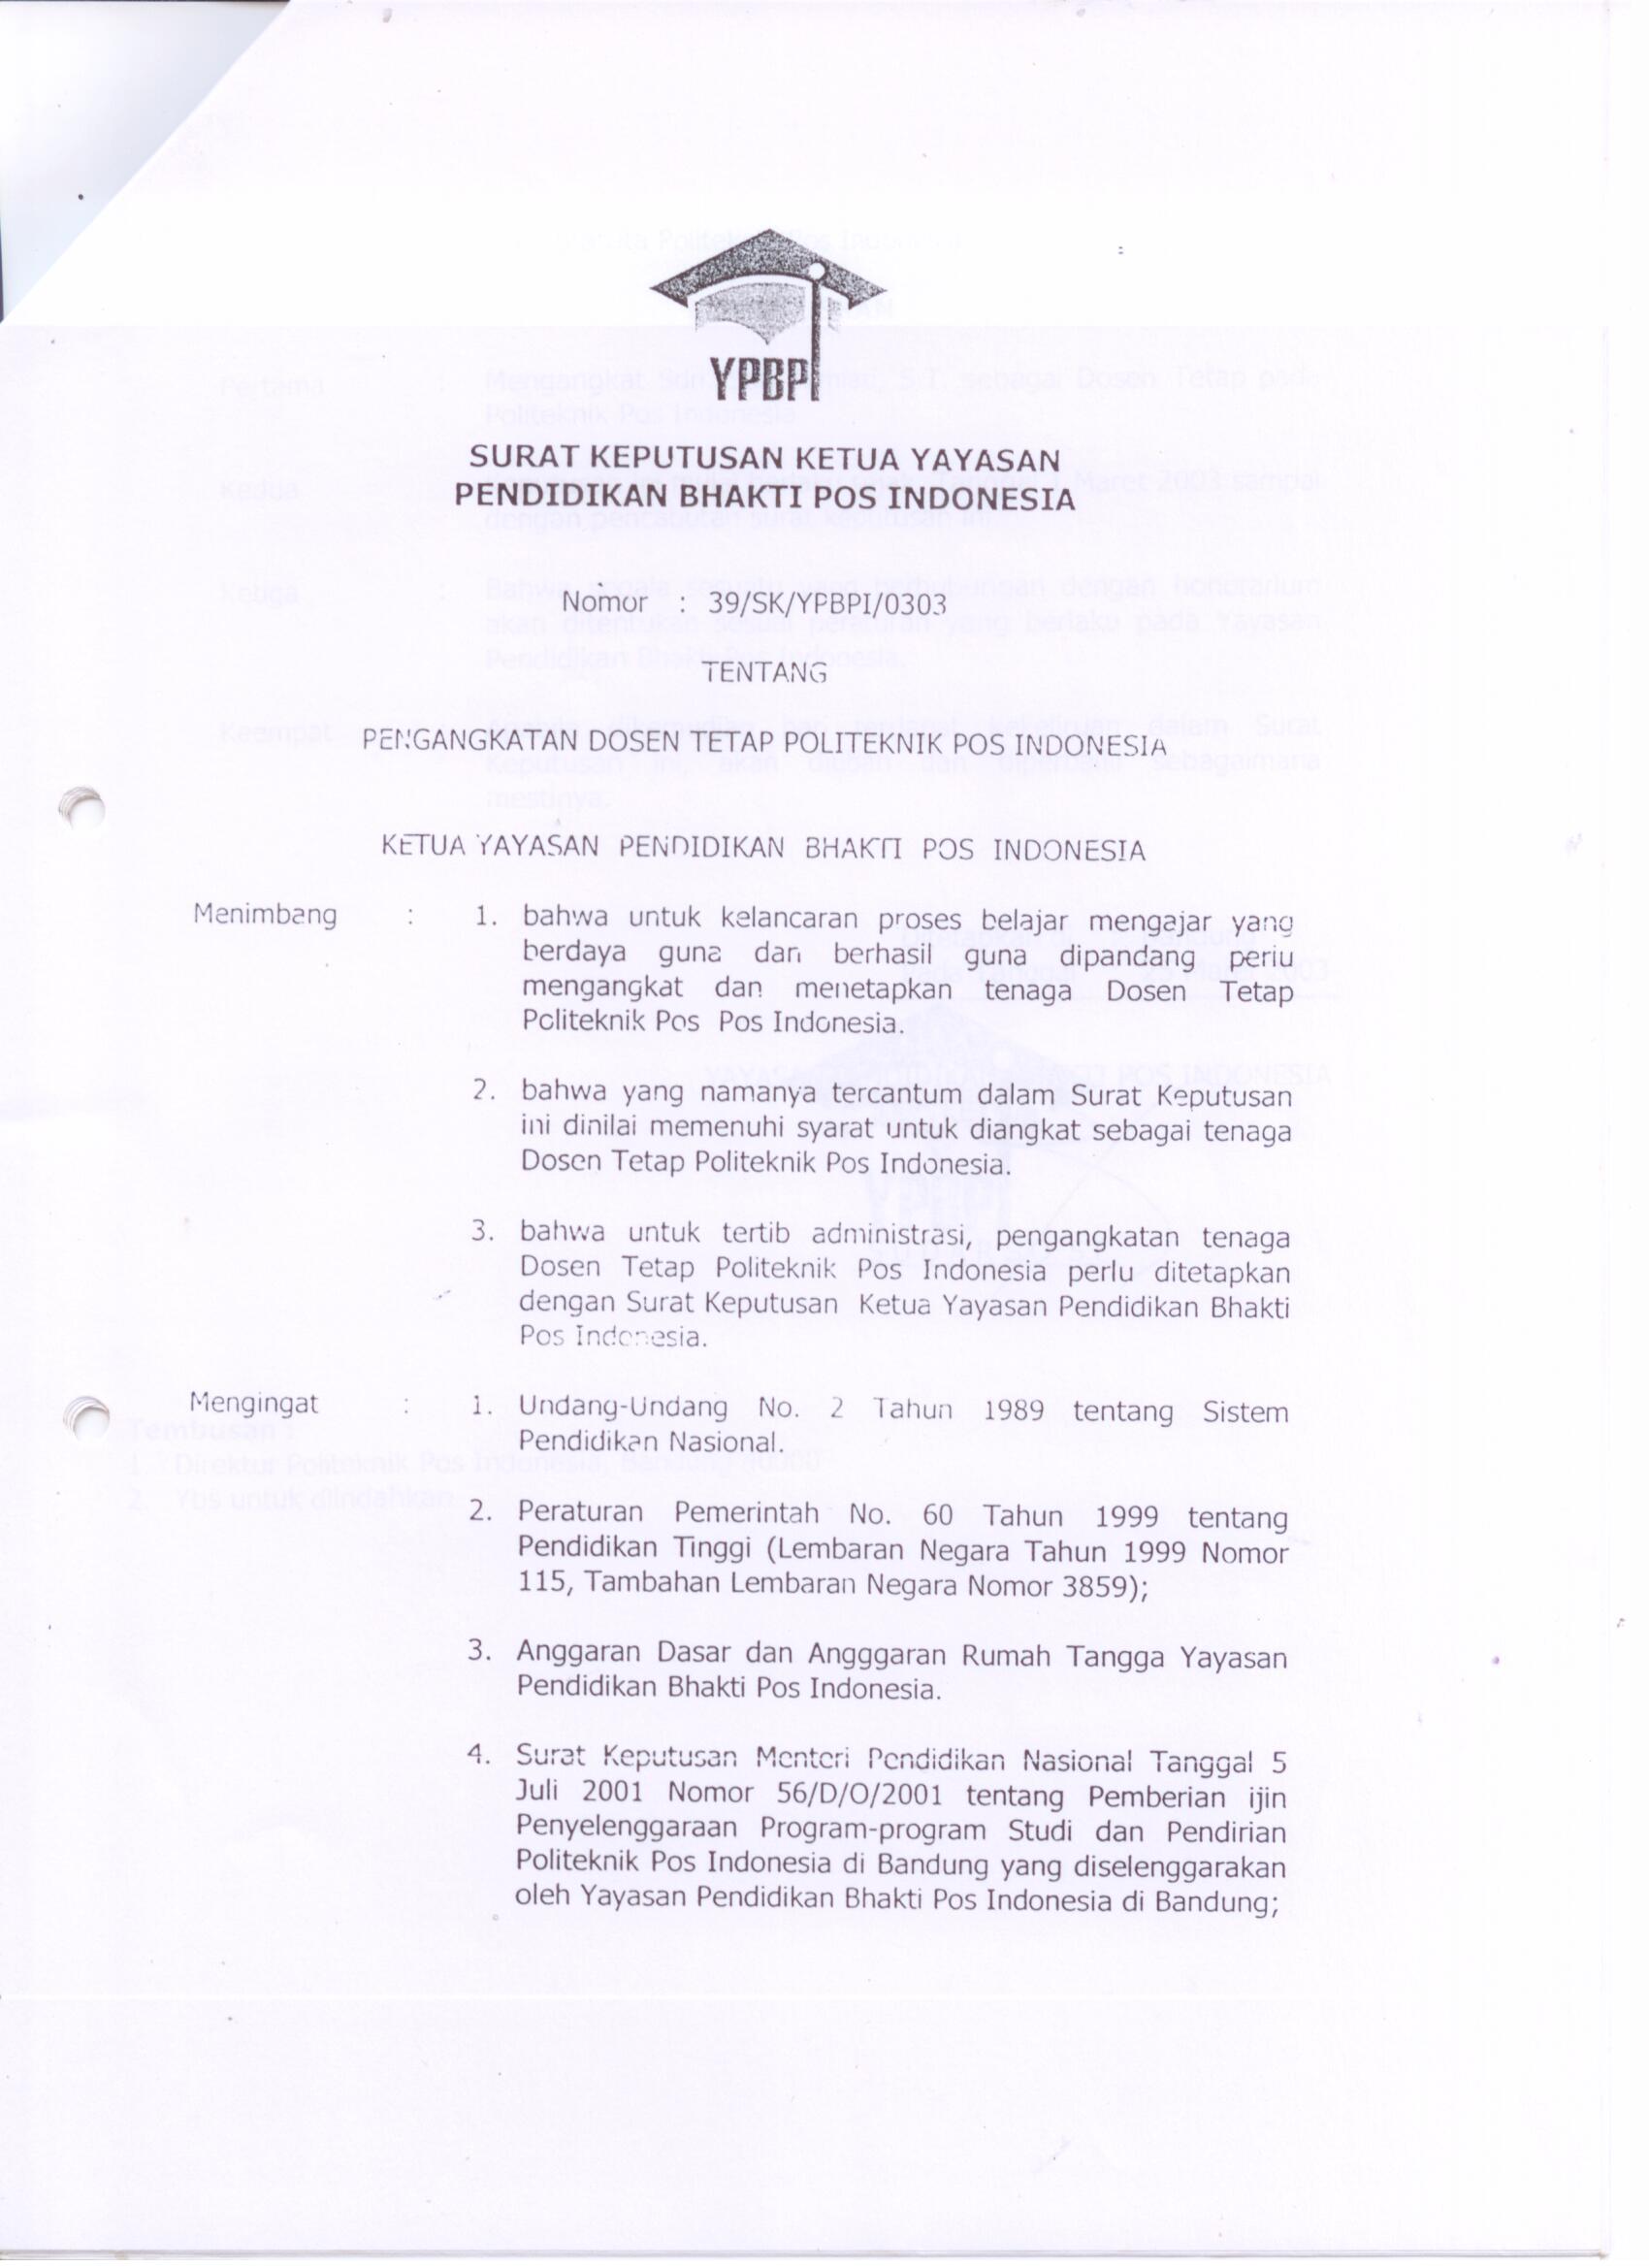 YPBPI
SURAT KEPUTUSAN KETUA YAYASAN
PENDIDIKAN BHAKTI POS INDONESIA
Nomor : 39/SK/YPBPI/0303
TENTANG
PENGANGKATAN DOSEN TETAP POLITEKNIK POS INDONESIA
KETUA YAYASAN PENDIDIKAN BHAKTI POS INDONESIA
Menimbang : 1. bahwa untuk kelancaran proses belajar mengajar yang
berdaya guna dan berhasil guna dipandang perlu
mengangkat dan menetapkan tenaga Dosen Tetap
Politeknik Pos Pos Indonesia.
2. bahwa yang namanya tercantum dalam Surat Keputusan
ini dinilai memenuhi syarat untuk diangkat sebagai tenaga
Dosen Tetap Politeknik Pos Indonesia.
3. bahwa untuk tertib administrasi, pengangkatan tenaga
Dosen Tetap Politeknik Pos Indonesia perlu ditetapkan
dengan Surat Keputusan Ketua Yayasan Pendidikan Bhakti
Pos Indonesia.
Mengingat : 1. Undang-Undang No. 2 Tahun 1989 tentang Sistem
Pendidikan Nasional.
2. Peraturan Pemerintah No. 60 Tahun 1999 tentang
Pendidikan Tinggi (Lembaran Negara Tahun 1999 Nomor
115, Tambahan Lembaran Negara Nomor 3859);
3. Anggaran Dasar dan Angggaran Rumah Tangga Yayasan
Pendidikan Bhakti Pos Indonesia.
4. Surat Keputusan Menteri Pendidikan Nasional Tanggal 5
Juli 2001 Nomor 56/D/O/2001 tentang Pemberian ijin
Penyelenggaraan Program-program Studi dan Pendirian
Politeknik Pos Indonesia di Bandung yang diselenggarakan
oleh Yayasan Pendidikan Bhakti Pos Indonesia di Bandung;